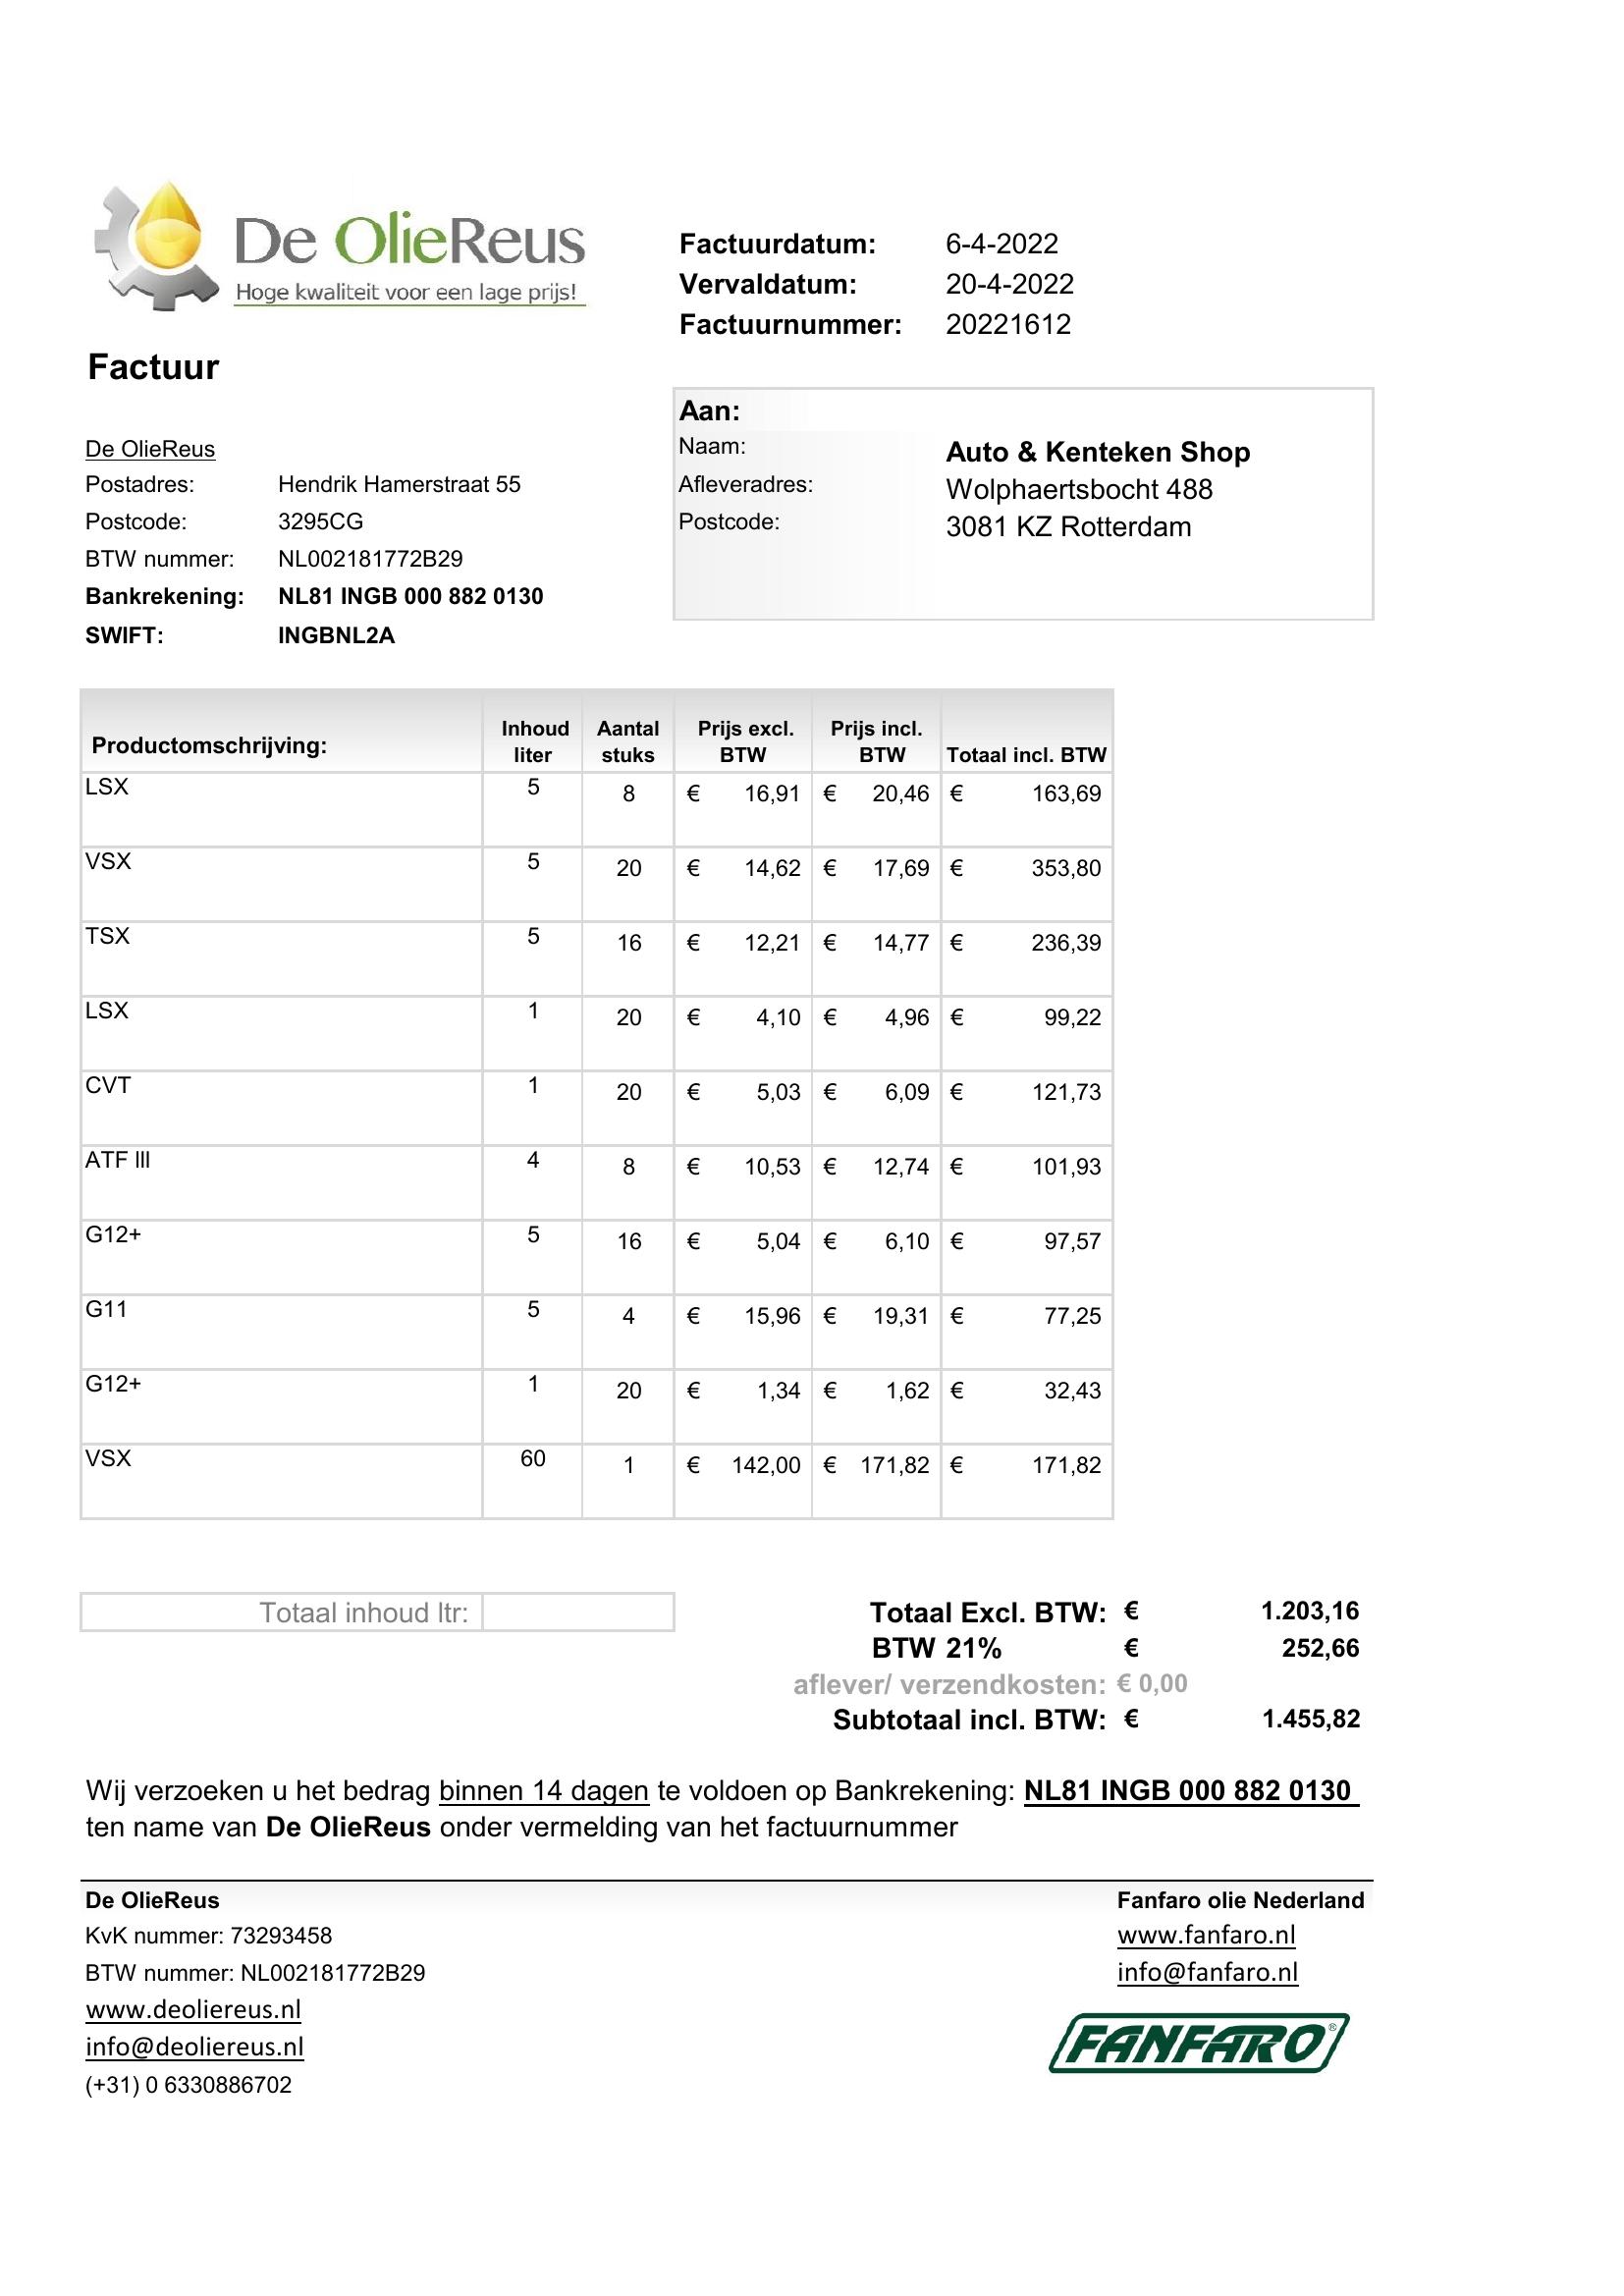 De OlieReus
Hoge kwaliteit voor een lage prijs!
Factuurdatum: 6-4-2022
Vervaldatum: 20-4-2022
Factuurnummer: 20221612
Factuur
De OlieReus
Postadres: Hendrik Hamerstraat 55
Postcode: 3295CG
BTW nummer: NL002181772B29
Bankrekening: NL81 INGB 000 882 0130
SWIFT: INGBNL2A
Aan:
Naam: Auto & Kenteken Shop
Afleveradres: Wolphaertsbocht 488
Postcode: 3081 KZ Rotterdam
Productomschrijving: Inhoud liter Aantal stuks Prijs excl. BTW Prijs incl. BTW Totaal incl. BTW
LSX 5 8 € 16,91 € 20,46 € 163,69
VSX 5 20 € 14,62 € 17,69 € 353,80
TSX 5 16 € 12,21 € 14,77 € 236,39
LSX 1 20 € 4,10 € 4,96 € 99,22
CVT 1 20 € 5,03 € 6,09 € 121,73
ATF lll 4 8 € 10,53 € 12,74 € 101,93
G12+ 5 16 € 5,04 € 6,10 € 97,57
G11 5 4 € 15,96 € 19,31 € 77,25
G12+ 1 20 € 1,34 € 1,62 € 32,43
VSX 60 1 € 142,00 € 171,82 € 171,82
Totaal inhoud ltr:
Totaal Excl. BTW: € 1.203,16
BTW 21% € 252,66
aflever/ verzendkosten: € 0,00
Subtotaal incl. BTW: € 1.455,82
Wij verzoeken u het bedrag binnen 14 dagen te voldoen op Bankrekening: NL81 INGB 000 882 0130
ten name van De OlieReus onder vermelding van het factuurnummer
De OlieReus
KvK nummer: 73293458
BTW nummer: NL002181772B29
www.deoliereus.nl
info@deoliereus.nl
(+31) 0 6330886702
Fanfaro olie Nederland
www.fanfaro.nl
info@fanfaro.nl
FANFARO®